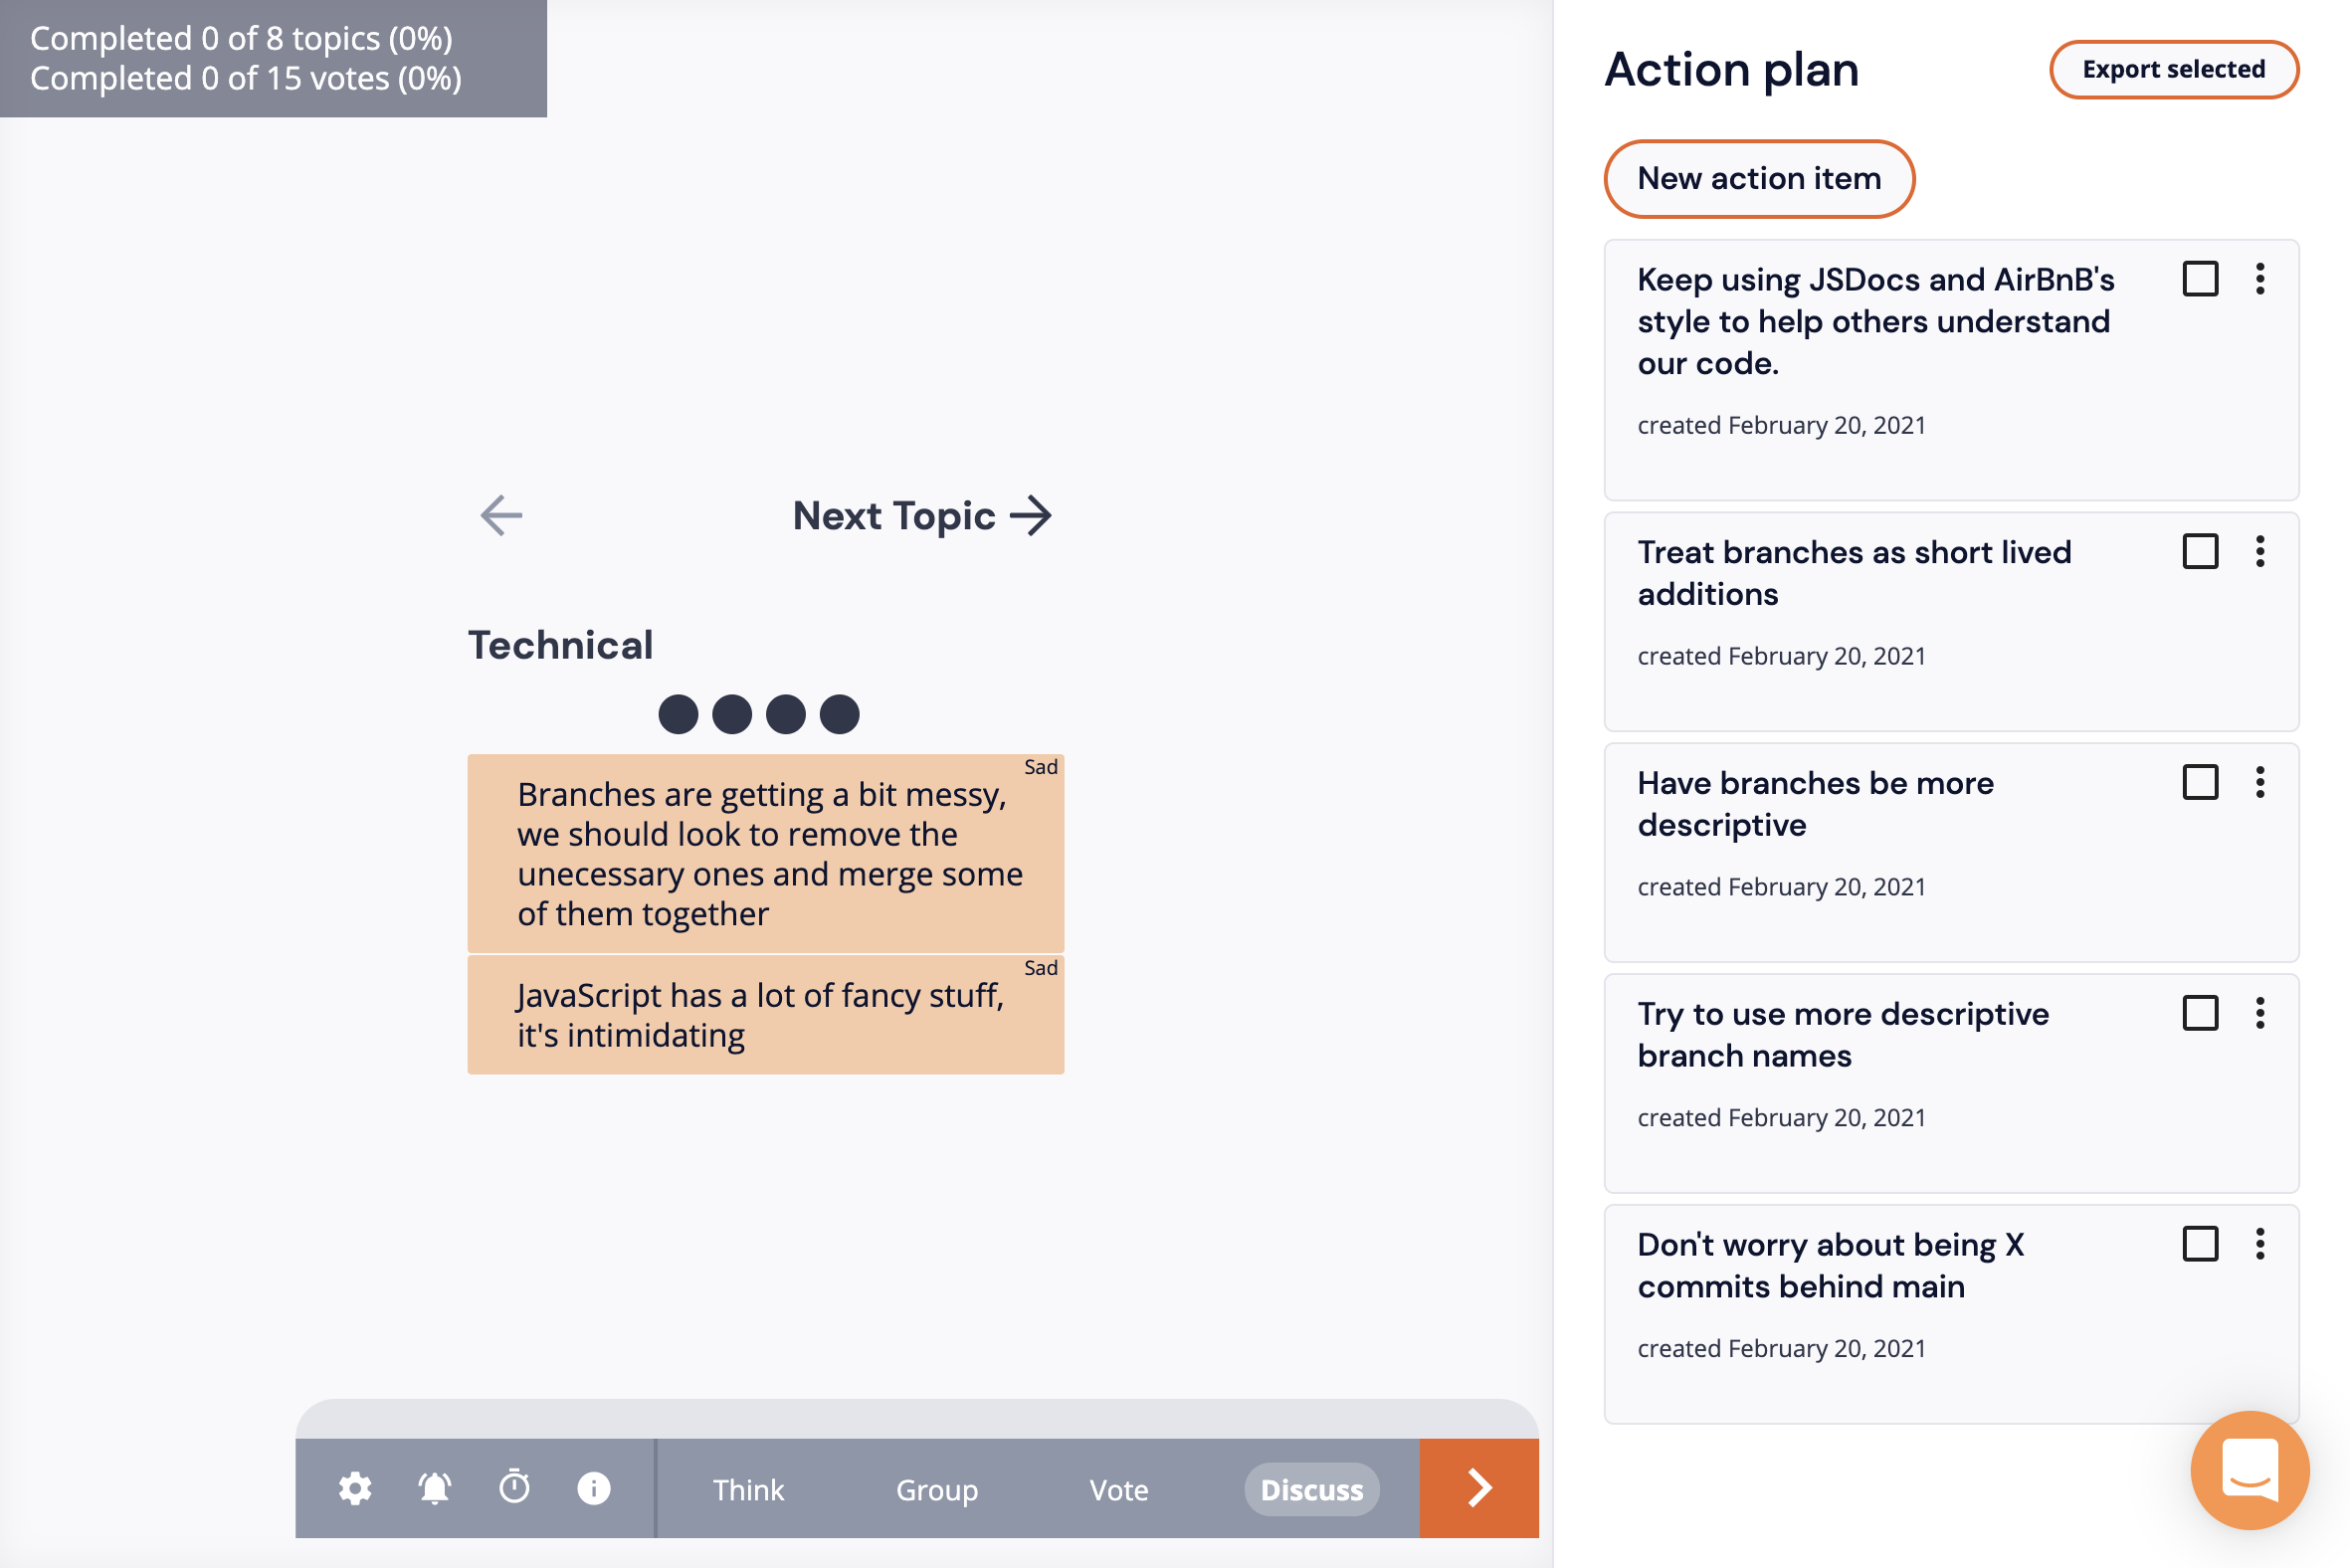 Completed 0 of 8 topics (0%)
Completed 0 of 15 votes (0%)
Next Topic
Technical
Sad
Branches are getting a bit messy,
we should look to remove the
unecessary ones and merge some
of them together
Sad
JavaScript has a lot of fancy stuff,
it's intimidating
Think
Group
Vote
Discuss
Action plan
Export selected
New action item
Keep using JSDocs and AirBnB's
style to help others understand
our code.
created February 20, 2021
Treat branches as short lived
additions
created February 20, 2021
Have branches be more
descriptive
created February 20, 2021
Try to use more descriptive
branch names
created February 20, 2021
Don't worry about being X
commits behind main
created February 20, 2021